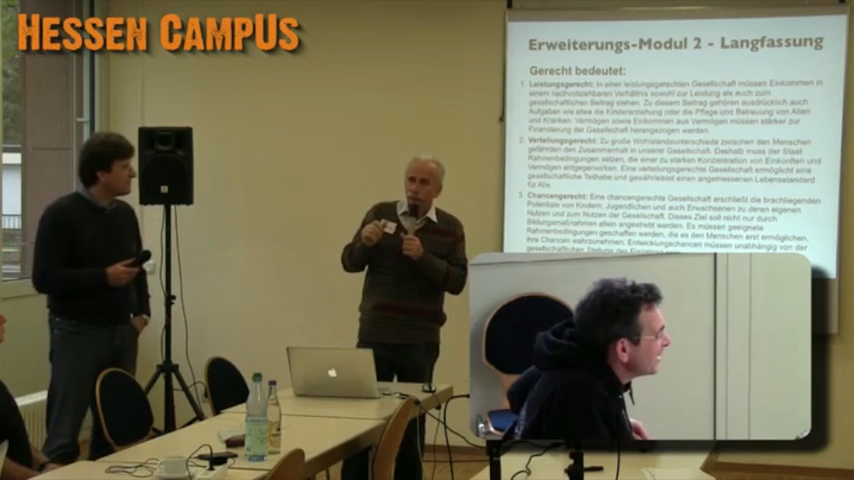 HESSEN CAMPUS
Erweiterungs-Modul 2 - Langfassung
Gerecht bedeutet:
1. Leistungsgerecht: In einer leistungsgerechten Gesellschaft müssen Einkommen in
einem nachvollziehbaren Verhältnis sowohl zur Leistung als auch zum
gesellschaftlichen Beitrag stehen. Zu diesem Beitrag gehören ausdrücklich auch
Aufgaben wie etwa die Kindererziehung oder die Pflege und Betreuung von Alten
und Kranken. Vermögen sowie Einkommen aus Vermögen müssen stärker zur
Finanzierung der Gesellschaft herangezogen werden.
2. Verteilungsgerecht: Zu große Wohlstandsunterschiede zwischen den Menschen
gefährden den Zusammenhalt in unserer Gesellschaft. Deshalb muss der Staat
Rahmenbedingungen setzen, die einer zu starken Konzentration von Einkünften und
Vermögen entgegenwirken. Eine verteilungsgerechte Gesellschaft ermöglicht eine
gesellschaftliche Teilhabe und gewährleistet einen angemessenen Lebensstandard
für Alle.
3. Chancengerecht: Eine chancengerechte Gesellschaft erschließt die brachliegenden
Potentiale von Kindern, Jugendlichen und auch Erwachsenen zu deren eigenen
Nutzen und zum Nutzen der Gesellschaft. Dieses Ziel soll nicht nur durch
Bildungsmaßnahmen allein angestrebt werden. Es müssen geeignete
Rahmenbedingungen geschaffen werden, die es den Menschen erst ermöglichen,
ihre Chancen wahrzunehmen. Entwicklungschancen müssen unabhängig von der
gesellschaftlichen Stellung des Einzelnen sein.